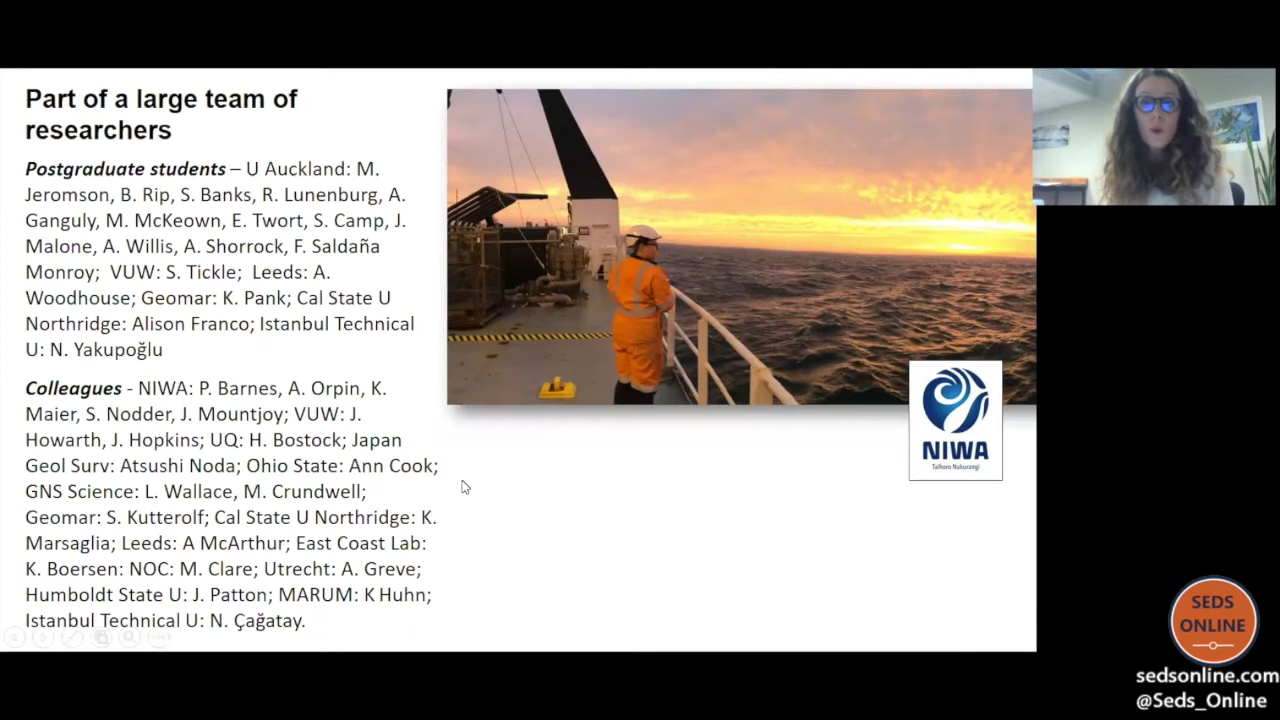 Part of a large team of
researchers
Postgraduate students – U Auckland: M.
Jeromson, B. Rip, S. Banks, R. Lunenburg, A.
Ganguly, M. McKeown, E. Twort, S. Camp, J.
Malone, A. Willis, A. Shorrock, F. Saldaña
Monroy; VUW: S. Tickle; Leeds: A.
Woodhouse; Geomar: K. Pank; Cal State U
Northridge: Alison Franco; Istanbul Technical
U: N. Yakupoğlu
Colleagues - NIWA: P. Barnes, A. Orpin, K.
Maier, S. Nodder, J. Mountjoy; VUW: J.
Howarth, J. Hopkins; UQ: H. Bostock; Japan
Geol Surv: Atsushi Noda; Ohio State: Ann Cook;
GNS Science: L. Wallace, M. Crundwell;
Geomar: S. Kutterolf; Cal State U Northridge: K.
Marsaglia; Leeds: A McArthur; East Coast Lab:
K. Boersen: NOC: M. Clare; Utrecht: A. Greve;
Humboldt State U: J. Patton; MARUM: K Huhn;
Istanbul Technical U: N. Çağatay.
NIWA
Taihoro Nukurangi
SEDS
ONLINE
sedsonline.com
@Seds_Online